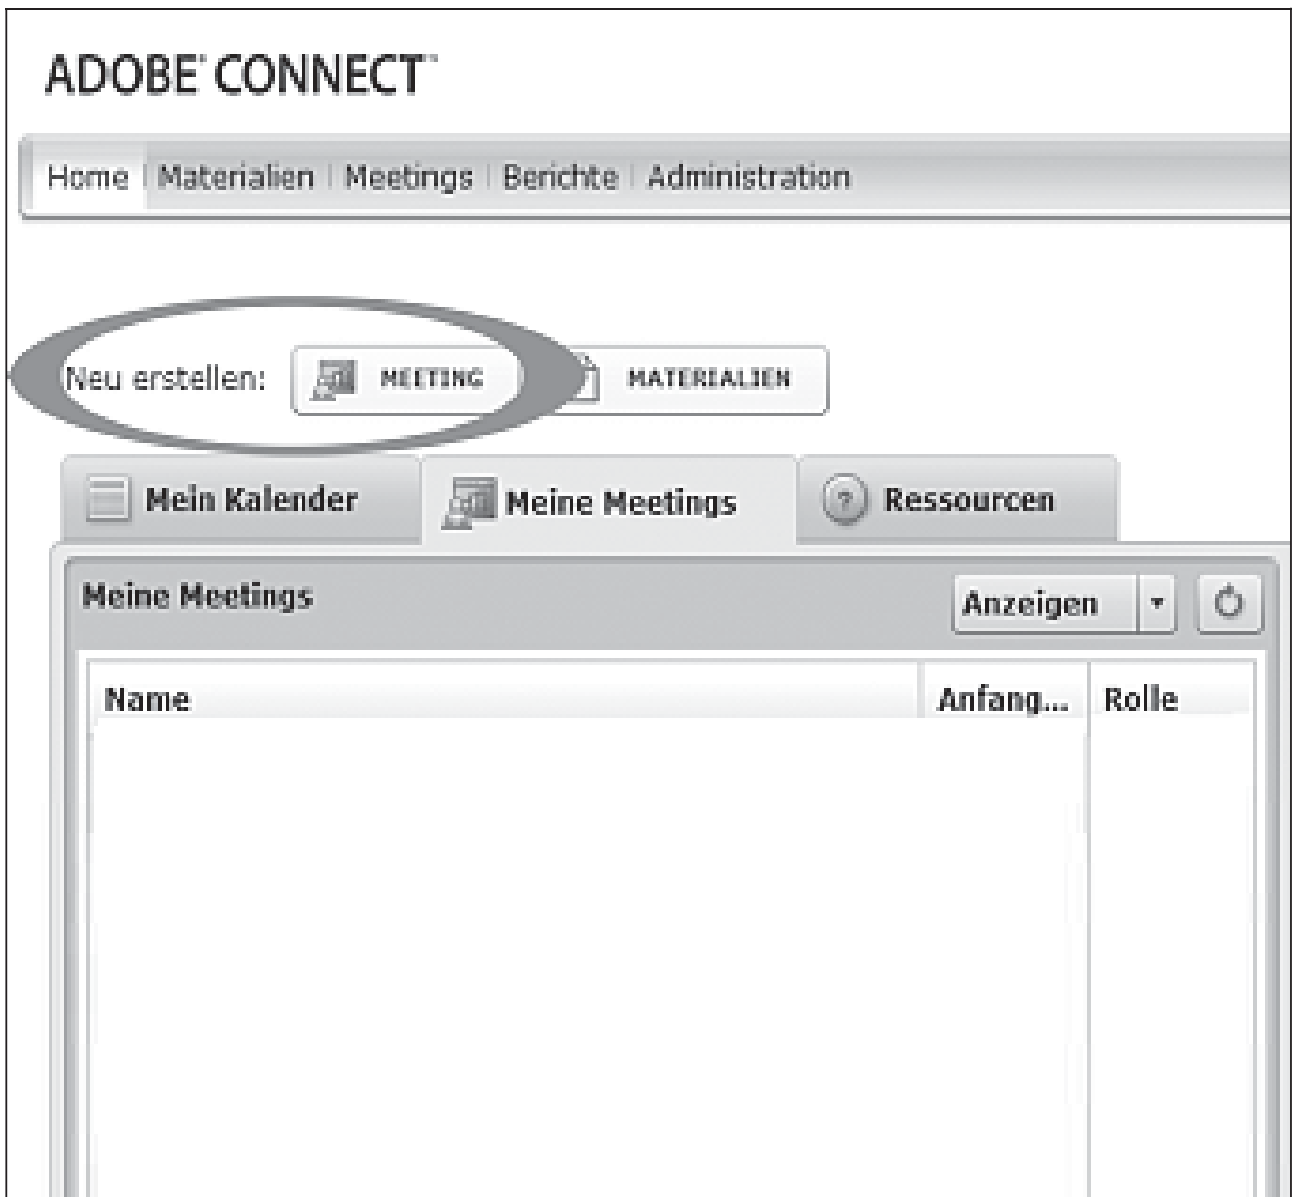 ADOBE® CONNECT™
Home Materialien Meetings Berichte Administration
Neu erstellen: MEETING MATERIALIEN
Mein Kalender Meine Meetings ? Ressourcen
Meine Meetings Anzeigen
Name Anfang... Rolle